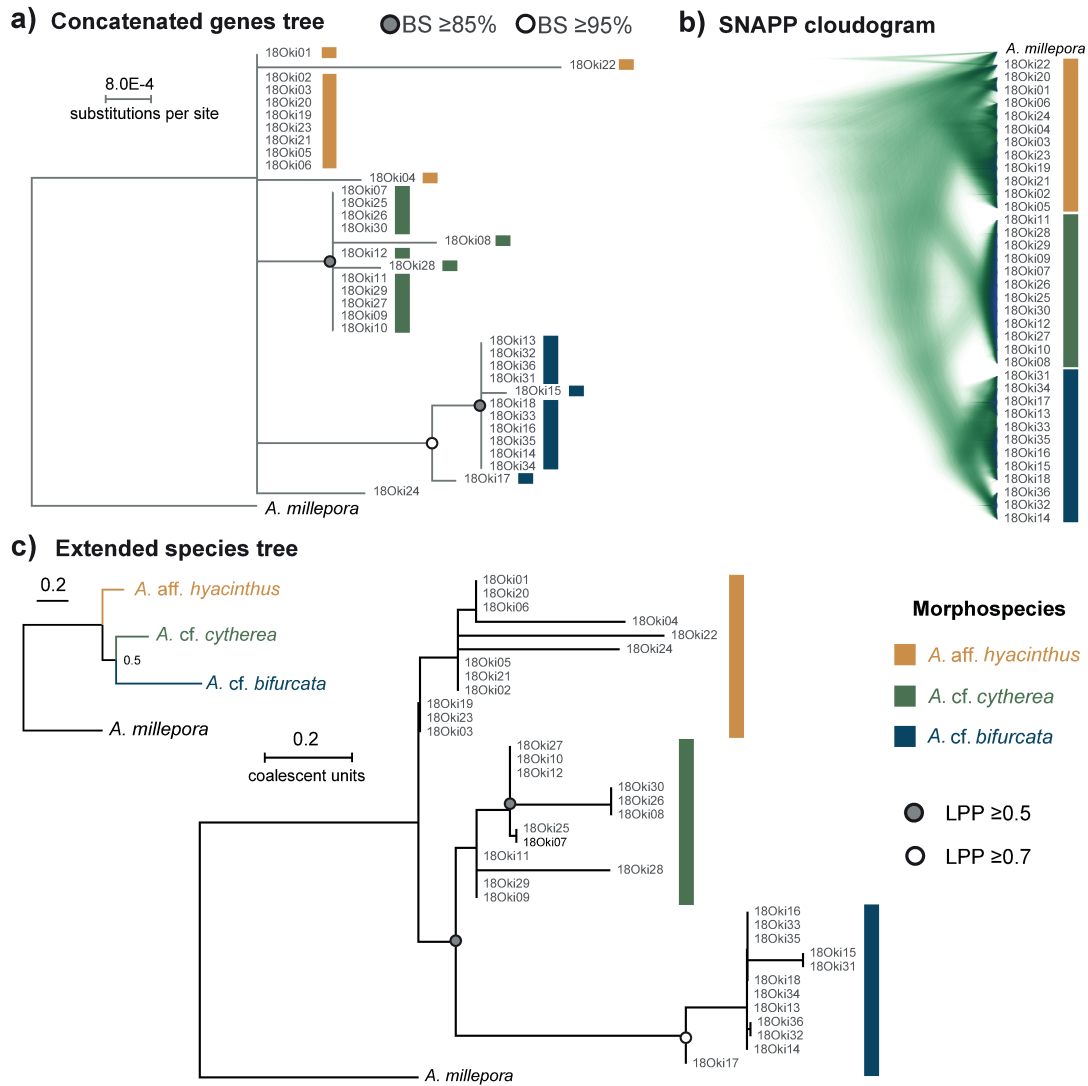 a) Concatenated genes tree
BS ≥85%
BS ≥95%
18Oki01
18Oki22
8.0E-4
substitutions per site
18Oki02
18Oki03
18Oki20
18Oki19
18Oki23
18Oki21
18Oki05
18Oki06
18Oki04
18Oki07
18Oki25
18Oki26
18Oki30
18Oki08
18Oki12
18Oki28
18Oki11
18Oki29
18Oki27
18Oki09
18Oki10
18Oki13
18Oki32
18Oki36
18Oki31
18Oki15
18Oki18
18Oki33
18Oki16
18Oki35
18Oki14
18Oki34
18Oki17
18Oki24
A. millepora
b) SNAPP cloudogram
A. millepora
18Oki22
18Oki20
18Oki01
18Oki06
18Oki24
18Oki04
18Oki03
18Oki23
18Oki19
18Oki21
18Oki02
18Oki05
18Oki11
18Oki28
18Oki29
18Oki09
18Oki07
18Oki26
18Oki25
18Oki30
18Oki12
18Oki27
18Oki10
18Oki08
18Oki31
18Oki34
18Oki17
18Oki13
18Oki33
18Oki35
18Oki16
18Oki15
18Oki18
18Oki36
18Oki32
18Oki14
c) Extended species tree
0.2
A. aff. hyacinthus
A. cf. cytherea
0.5
A. cf. bifurcata
A. millepora
0.2
coalescent units
18Oki01
18Oki20
18Oki06
18Oki04
18Oki22
18Oki24
18Oki05
18Oki21
18Oki02
18Oki19
18Oki23
18Oki03
18Oki27
18Oki10
18Oki12
18Oki30
18Oki26
18Oki08
18Oki25
18Oki07
18Oki11
18Oki28
18Oki29
18Oki09
18Oki16
18Oki33
18Oki35
18Oki15
18Oki31
18Oki18
18Oki34
18Oki13
18Oki36
18Oki32
18Oki14
18Oki17
A. millepora
Morphospecies
A. aff. hyacinthus
A. cf. cytherea
A. cf. bifurcata
LPP ≥0.5
LPP ≥0.7